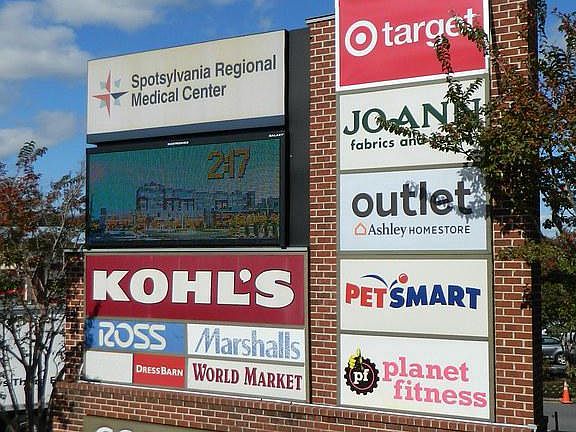 Spotsylvania Regional
Medical Center
2:17
KOHL'S
ROSS
Marshalls
DRESSBARN
WORLD MARKET
target
JOANN
fabrics and
outlet
Ashley HOMESTORE
PETSMART
pf
planet
fitness